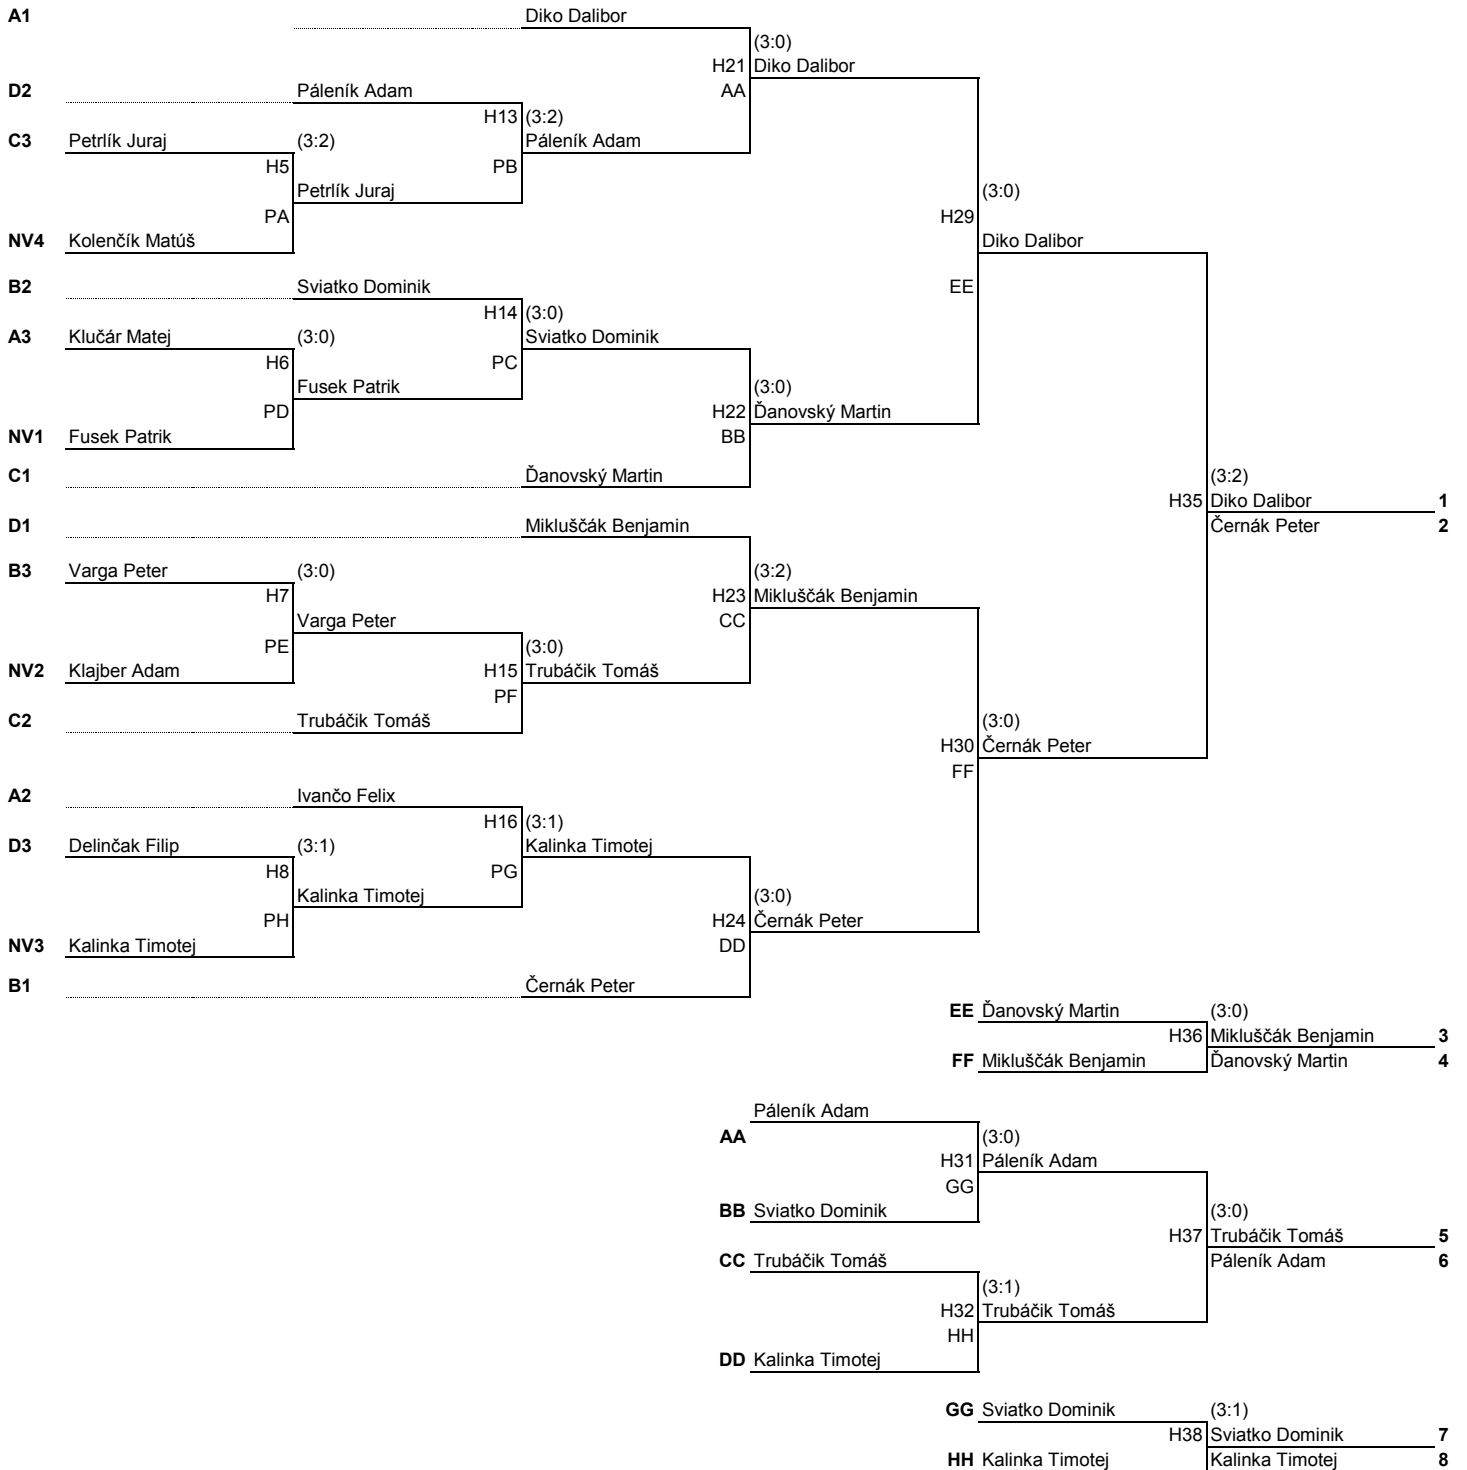 A1 Diko Dalibor
(3:0)
H21 Diko Dalibor
D2 Páleník Adam AA
H13 (3:2)
C3 Petrlík Juraj (3:2) Páleník Adam
H5 PB
Petrlík Juraj (3:0)
PA H29
NV4 Kolenčík Matúš Diko Dalibor
B2 Sviatko Dominik EE
H14 (3:0)
A3 Klučár Matej (3:0) Sviatko Dominik
H6 PC
Fusek Patrik (3:0)
PD H22 Ďanovský Martin
NV1 Fusek Patrik BB
C1 Ďanovský Martin (3:2)
H35 Diko Dalibor 1
D1 Mikluščák Benjamin Černák Peter 2
B3 Varga Peter (3:0) (3:2)
H7 H23 Mikluščák Benjamin
Varga Peter CC
PE (3:0)
NV2 Klajber Adam H15 Trubáčik Tomáš
PF
C2 Trubáčik Tomáš (3:0)
H30 Černák Peter
FF
A2 Ivančo Felix
H16 (3:1)
D3 Delinčak Filip (3:1) Kalinka Timotej
H8 PG
Kalinka Timotej (3:0)
PH H24 Černák Peter
NV3 Kalinka Timotej DD
B1 Černák Peter
EE Ďanovský Martin (3:0)
H36 Mikluščák Benjamin 3
FF Mikluščák Benjamin Ďanovský Martin 4
Páleník Adam
AA (3:0)
H31 Páleník Adam
GG
BB Sviatko Dominik (3:0)
H37 Trubáčik Tomáš 5
CC Trubáčik Tomáš Páleník Adam 6
(3:1)
H32 Trubáčik Tomáš
HH
DD Kalinka Timotej
GG Sviatko Dominik (3:1)
H38 Sviatko Dominik 7
HH Kalinka Timotej Kalinka Timotej 8